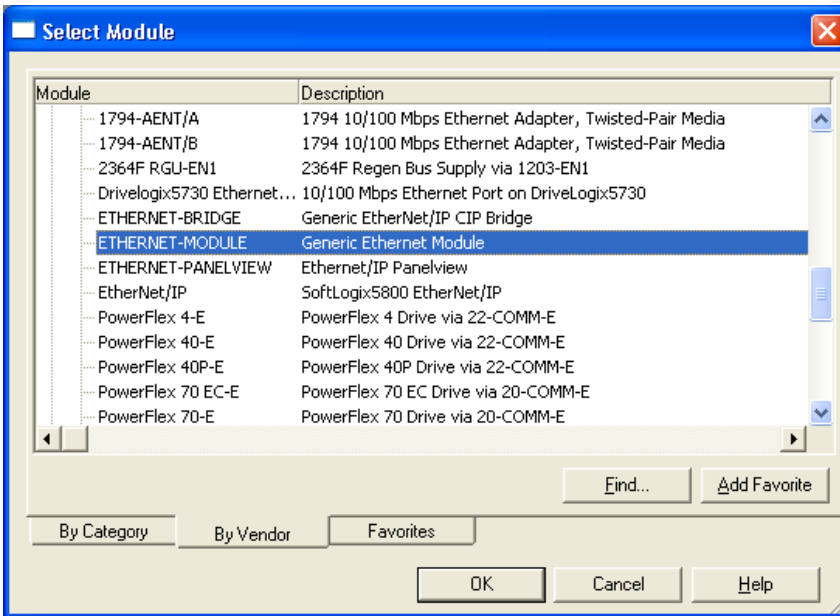 Select Module
Module Description
1794-AENT/A 1794 10/100 Mbps Ethernet Adapter, Twisted-Pair Media
1794-AENT/B 1794 10/100 Mbps Ethernet Adapter, Twisted-Pair Media
2364F RGU-EN1 2364F Regen Bus Supply via 1203-EN1
Drivelogix5730 Ethernet... 10/100 Mbps Ethernet Port on DriveLogix5730
ETHERNET-BRIDGE Generic EtherNet/IP CIP Bridge
ETHERNET-MODULE Generic Ethernet Module
ETHERNET-PANELVIEW Ethernet/IP Panelview
EtherNet/IP SoftLogix5800 EtherNet/IP
PowerFlex 4-E PowerFlex 4 Drive via 22-COMM-E
PowerFlex 40-E PowerFlex 40 Drive via 22-COMM-E
PowerFlex 40P-E PowerFlex 40P Drive via 22-COMM-E
PowerFlex 70 EC-E PowerFlex 70 EC Drive via 20-COMM-E
PowerFlex 70-E PowerFlex 70 Drive via 20-COMM-E
Find... Add Favorite
By Category By Vendor Favorites
OK Cancel Help